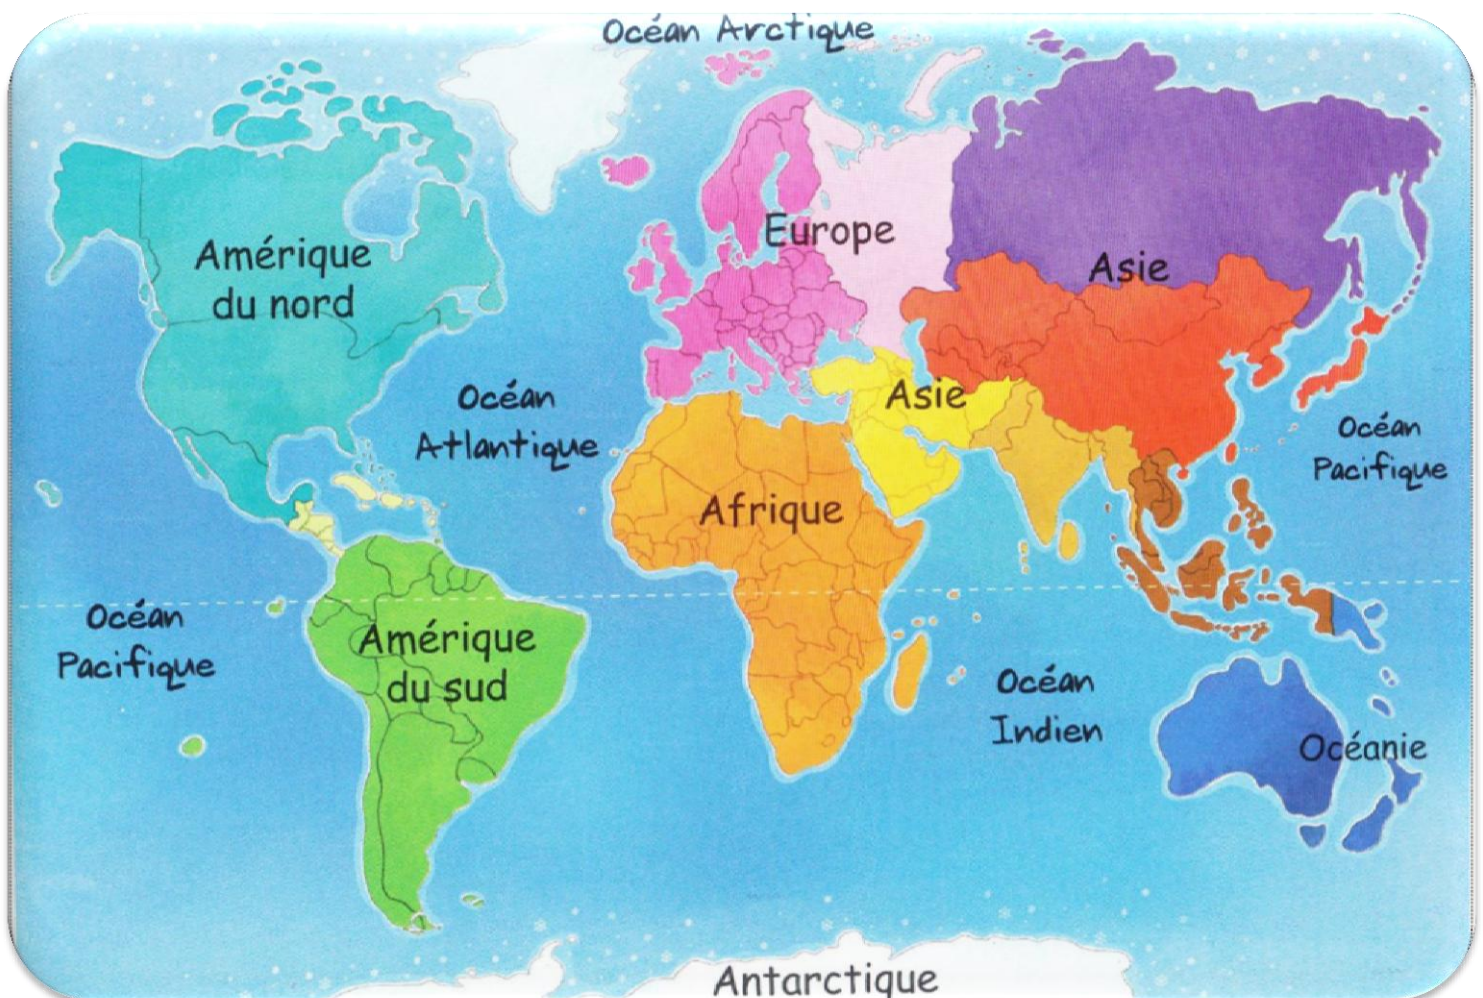 Océan Arctique
Europe
Amérique
du nord
Asie
Océan
Atlantique
Asie
Océan
Pacifique
Afrique
Océan
Pacifique
Amérique
du sud
Océan
Indien
Océanie
Antarctique